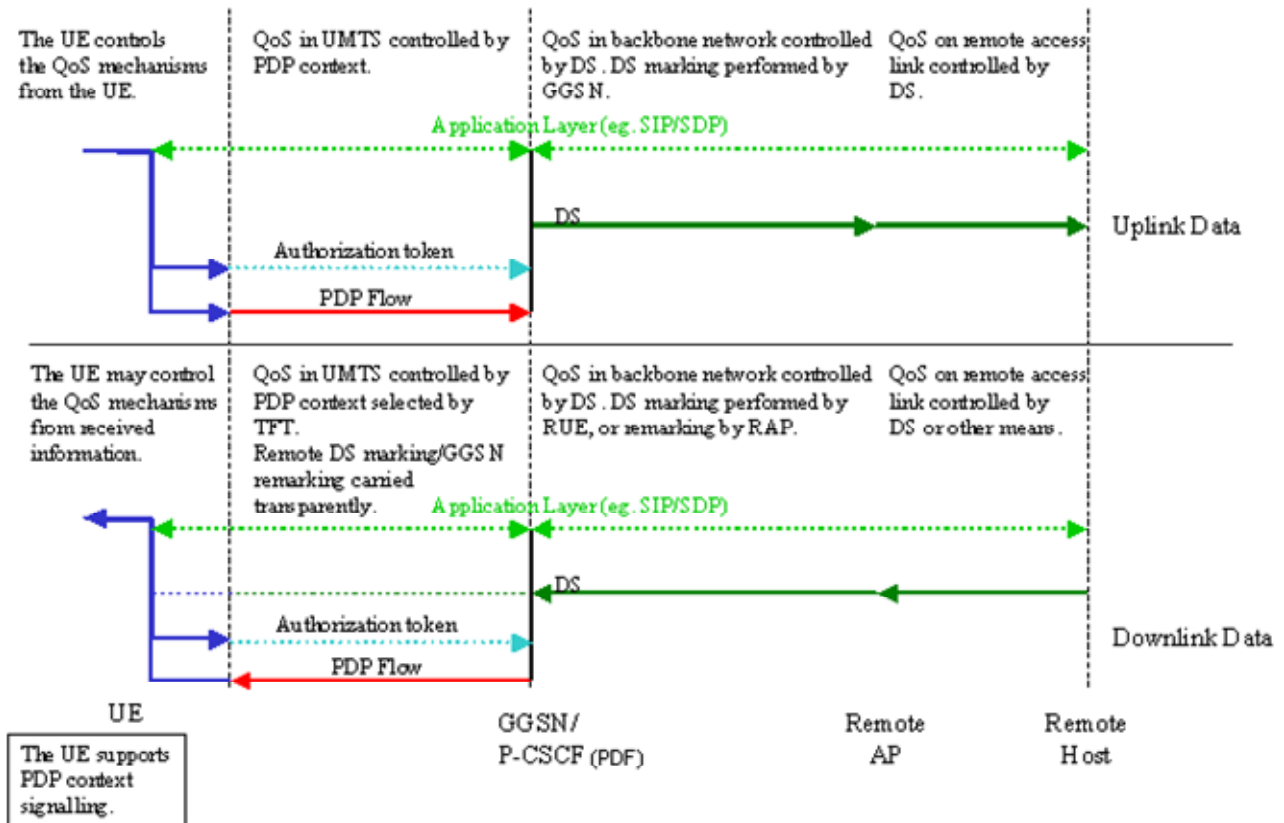 The UE controls
the QoS mechanisms
from the UE.
QoS in UMTS controlled by
PDP context.
QoS in backbone network controlled
by DS. DS marking performed by
GGSN.
QoS on remote access
link controlled by
DS.
Application Layer (eg. SIP/SDP)
DS
Uplink Data
Authorization token
PDP Flow
The UE may control
the QoS mechanisms
from received
information.
QoS in UMTS controlled by
PDP context selected by
TFT.
Remote DS marking/GGSN
remarking carried
transparently.
QoS in backbone network controlled
by DS. DS marking performed by
RUE, or remarking by RAP.
QoS on remote access
link controlled by
DS or other means.
Application Layer (eg. SIP/SDP)
DS
Authorization token
Downlink Data
PDP Flow
UE
GGSN/
P-CSCF (PDF)
Remote
AP
Remote
Host
The UE supports
PDP context
signalling.